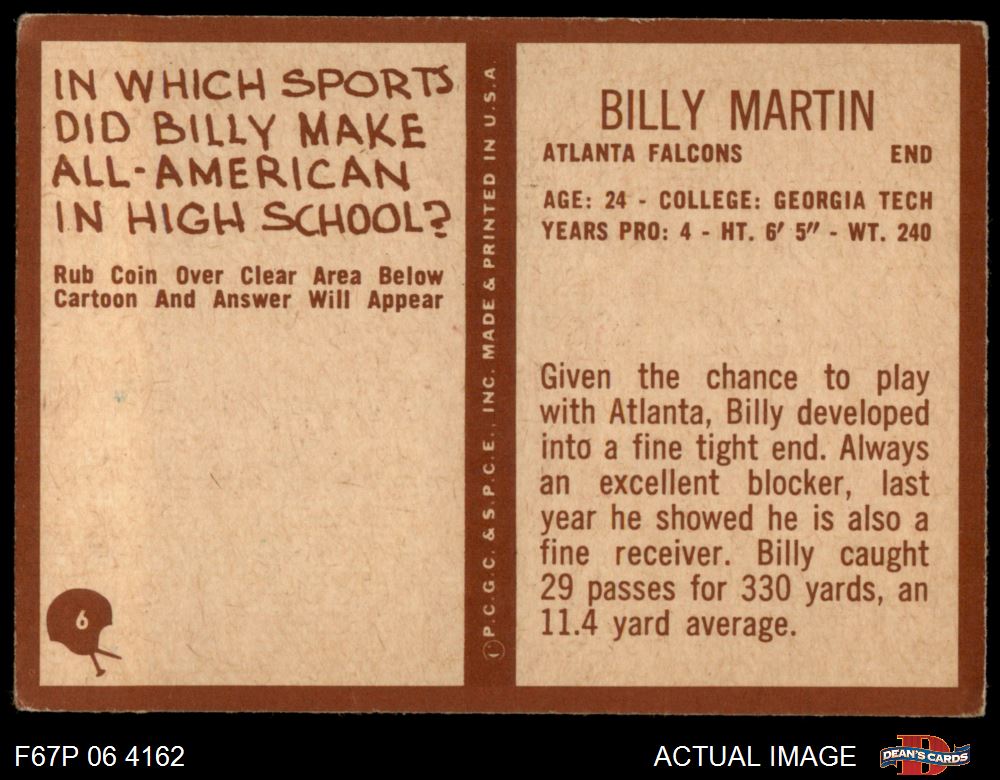 IN WHICH SPORTS
DID BILLY MAKE
ALL-AMERICAN
IN HIGH SCHOOL?
Rub Coin Over Clear Area Below
Cartoon And Answer Will Appear
6
Ⓒ P.C.G.C. & S.P.C.E., INC. MADE & PRINTED IN U.S.A
BILLY MARTIN
ATLANTA FALCONS END
AGE: 24 - COLLEGE: GEORGIA TECH
YEARS PRO: 4 - HT. 6' 5" - WT. 240
Given the chance to play
with Atlanta, Billy developed
into a fine tight end. Always
an excellent blocker, last
year he showed he is also a
fine receiver. Billy caught
29 passes for 330 yards, an
11.4 yard average.
F67P 06 4162
ACTUAL IMAGE
DEAN'S CARDS